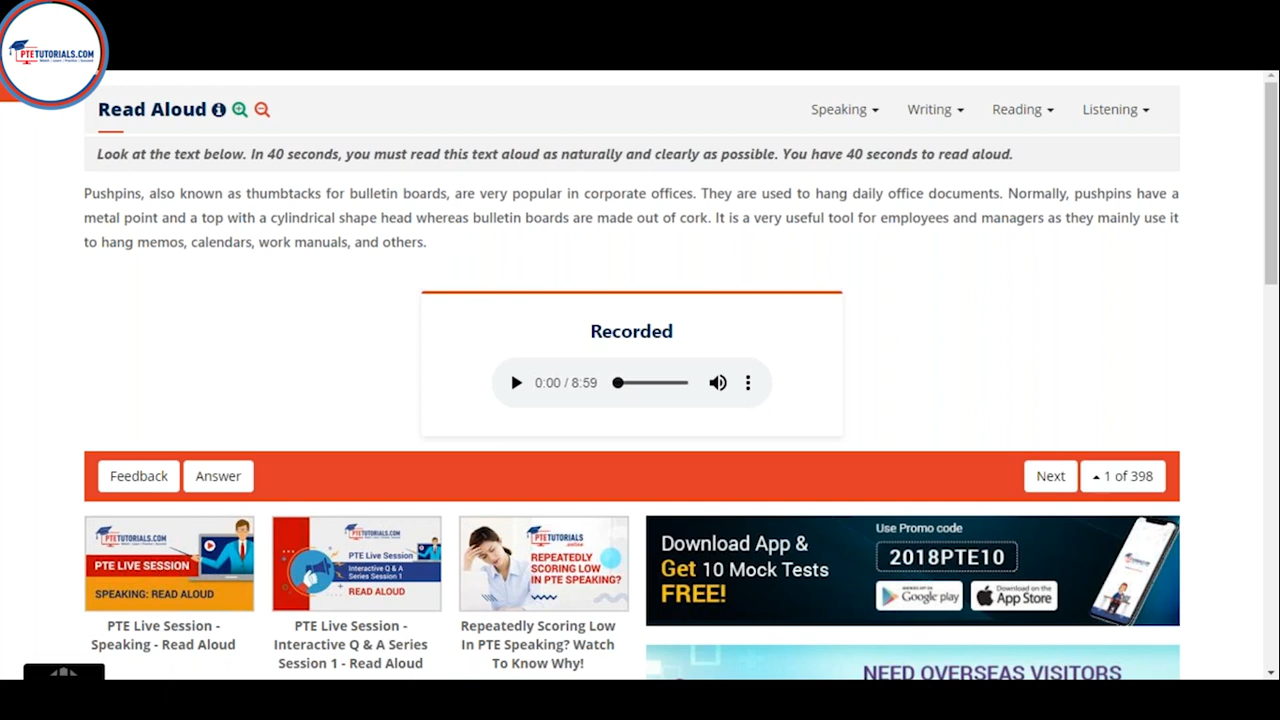 PTETUTORIALS.COM
Read Aloud
Speaking
Writing
Reading
Listening
Look at the text below. In 40 seconds, you must read this text aloud as naturally and clearly as possible. You have 40 seconds to read aloud.
Pushpins, also known as thumbtacks for bulletin boards, are very popular in corporate offices. They are used to hang daily office documents. Normally, pushpins have a
metal point and a top with a cylindrical shape head whereas bulletin boards are made out of cork. It is a very useful tool for employees and managers as they mainly use it
to hang memos, calendars, work manuals, and others.
Recorded
0:00 / 8:59
Feedback
Answer
Next
1 of 398
PTETUTORIALS.COM
PTE LIVE SESSION
SPEAKING: READ ALOUD
PTE Live Session -
Speaking - Read Aloud
PTETUTORIALS.COM
PTE Live Session
Interactive Q & A
Series Session 1
READ ALOUD
PTE Live Session -
Interactive Q & A Series
Session 1 - Read Aloud
PTETUTORIALS
.online
REPEATEDLY
SCORING LOW
IN PTE SPEAKING?
Repeatedly Scoring Low
In PTE Speaking? Watch
To Know Why!
Download App &
Get 10 Mock Tests
FREE!
Use Promo code
2018PTE10
Google play
Download on the
App Store
NEED OVERSEAS VISITORS